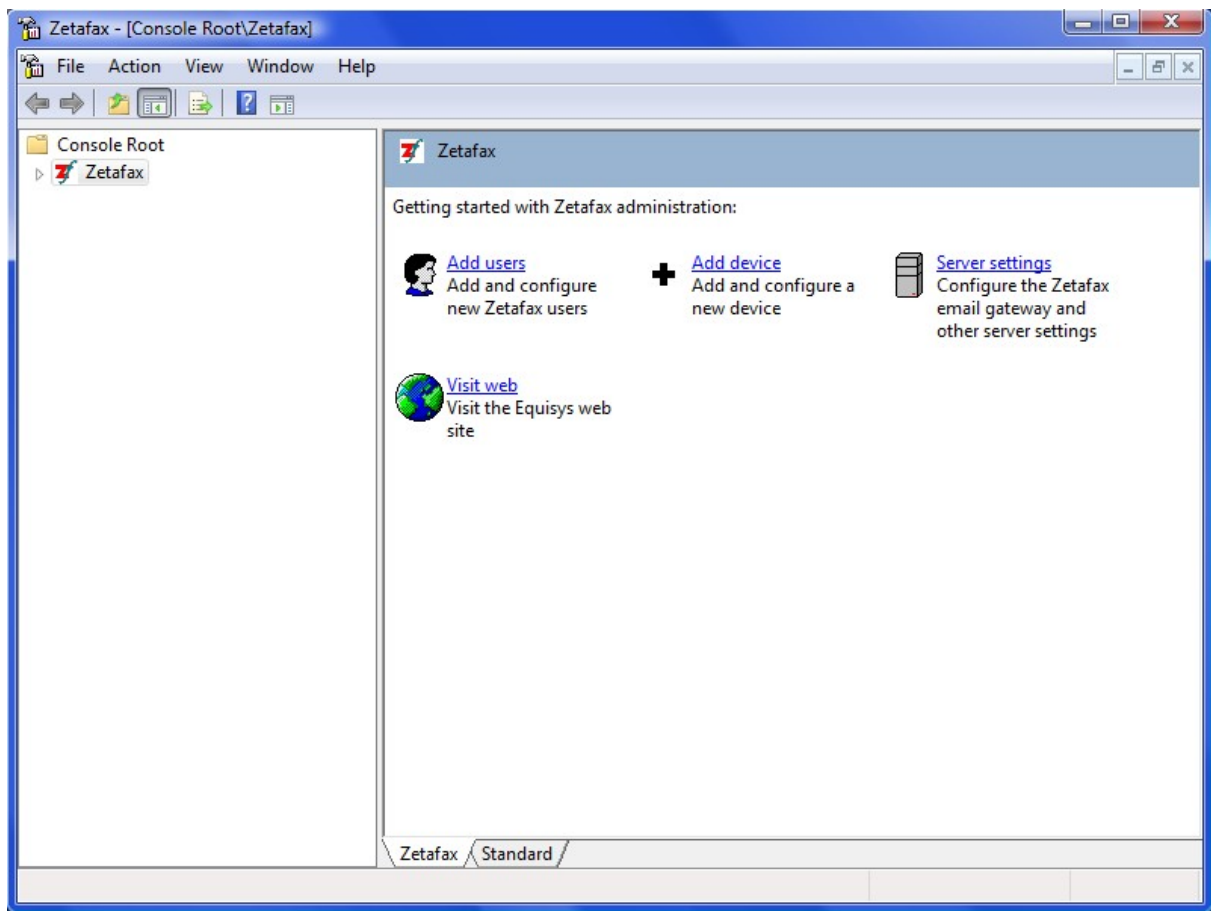 Zetafax - [Console Root\Zetafax]
File Action View Window Help
Console Root
Zetafax
Zetafax
Getting started with Zetafax administration:
Add users
Add and configure
new Zetafax users
Add device
Add and configure a
new device
Server settings
Configure the Zetafax
email gateway and
other server settings
Visit web
Visit the Equisys web
site
Zetafax Standard